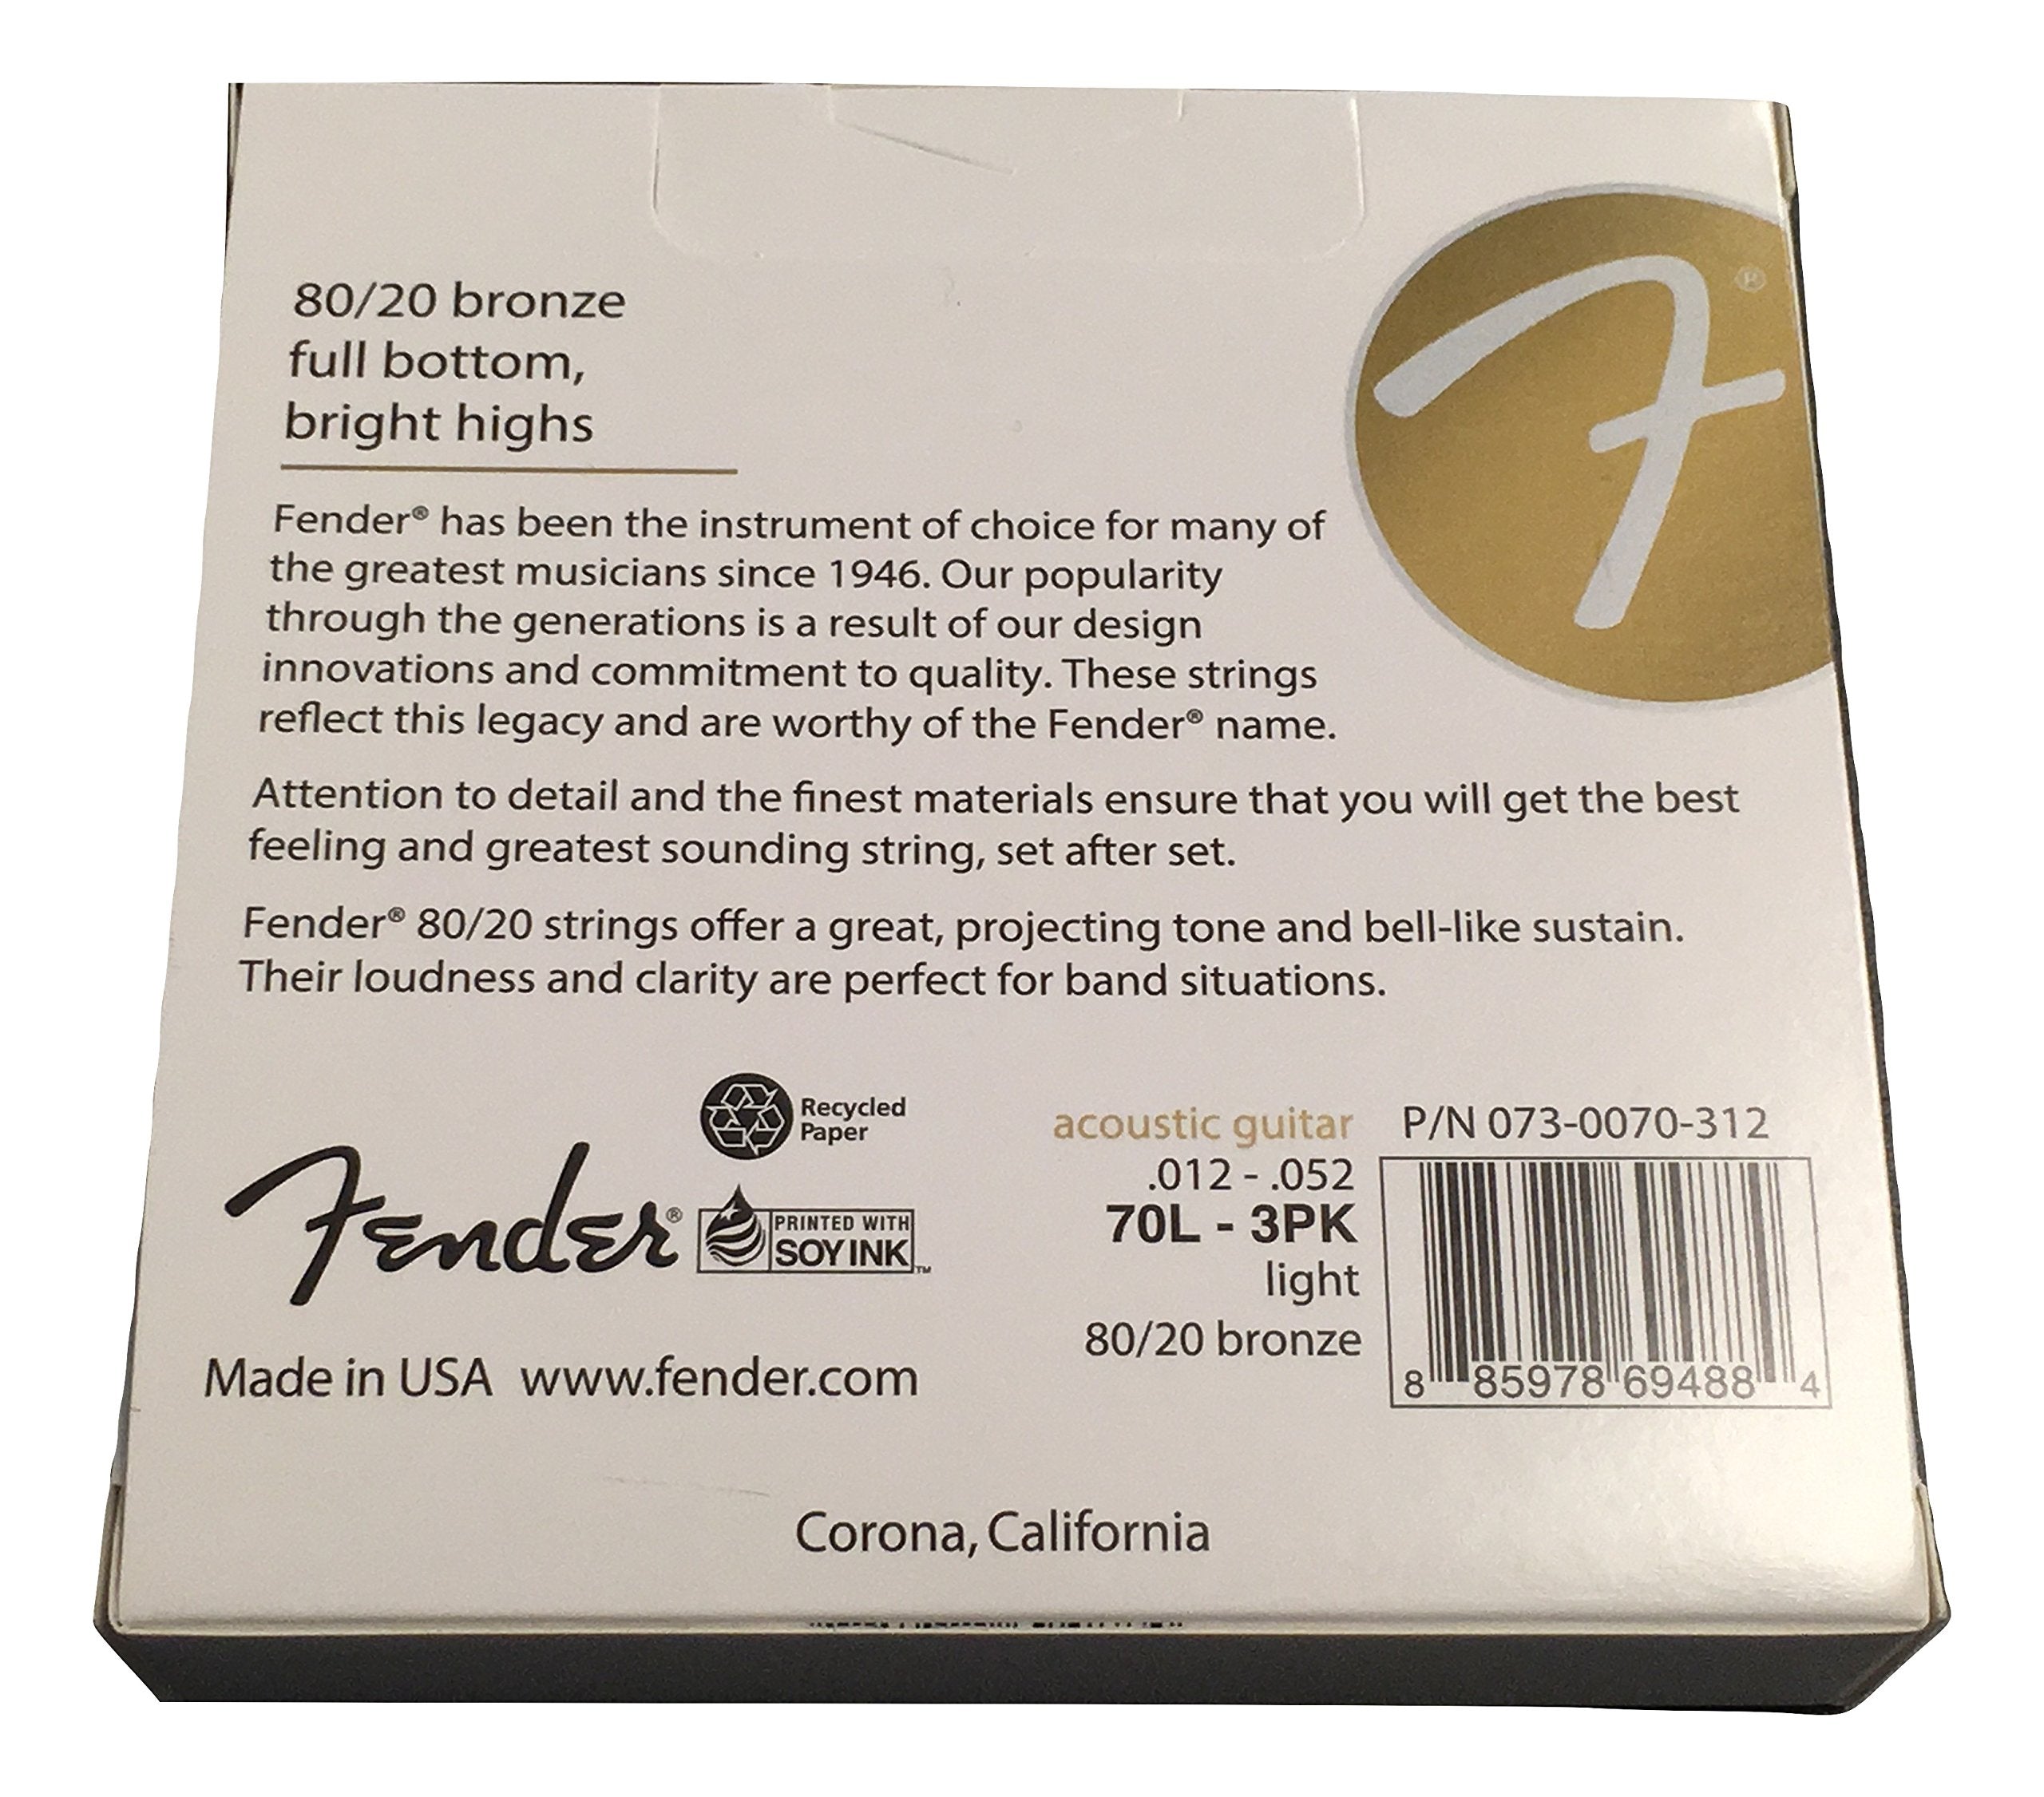 80/20 bronze
full bottom,
bright highs
F®
Fender® has been the instrument of choice for many of
the greatest musicians since 1946. Our popularity
through the generations is a result of our design
innovations and commitment to quality. These strings
reflect this legacy and are worthy of the Fender® name.
Attention to detail and the finest materials ensure that you will get the best
feeling and greatest sounding string, set after set.
Fender® 80/20 strings offer a great, projecting tone and bell-like sustain.
Their loudness and clarity are perfect for band situations.
Recycled
Paper
Fender®
PRINTED WITH
SOY INK™
Made in USA www.fender.com
acoustic guitar
.012 - .052
70L - 3PK
light
80/20 bronze
P/N 073-0070-312
8 85978 69488 4
Corona, California